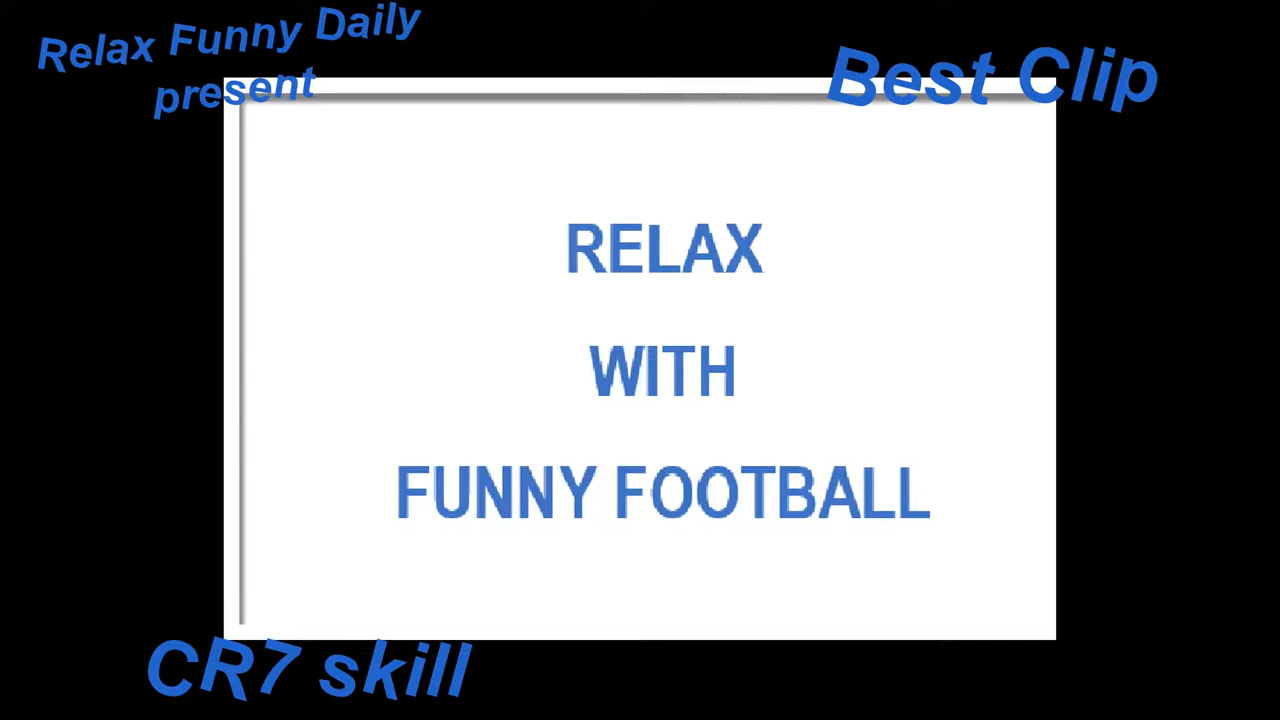 Relax Funny Daily
present
Best Clip
RELAX
WITH
FUNNY FOOTBALL
CR7 skill